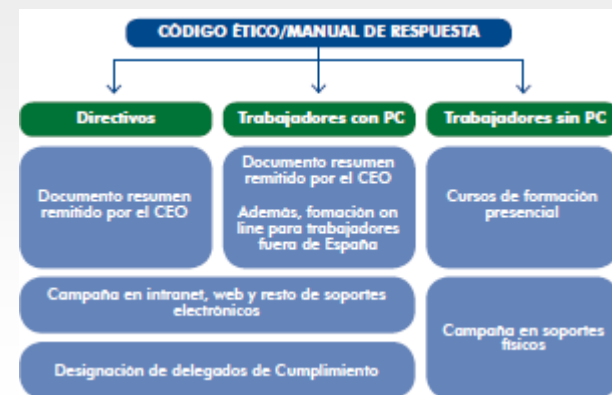 CÓDIGO ÉTICO/MANUAL DE RESPUESTA
Directivos
Trabajadores con PC
Trabajadores sin PC
Documento resumen
remitido por el CEO
Documento resumen
remitido por el CEO
Además, fomación on
line para trabajadores
fuera de España
Cursos de formación
presencial
Campaña en intranet, web y resto de soportes
electrónicos
Campaña en soportes
físicos
Designación de delegados de Cumplimiento